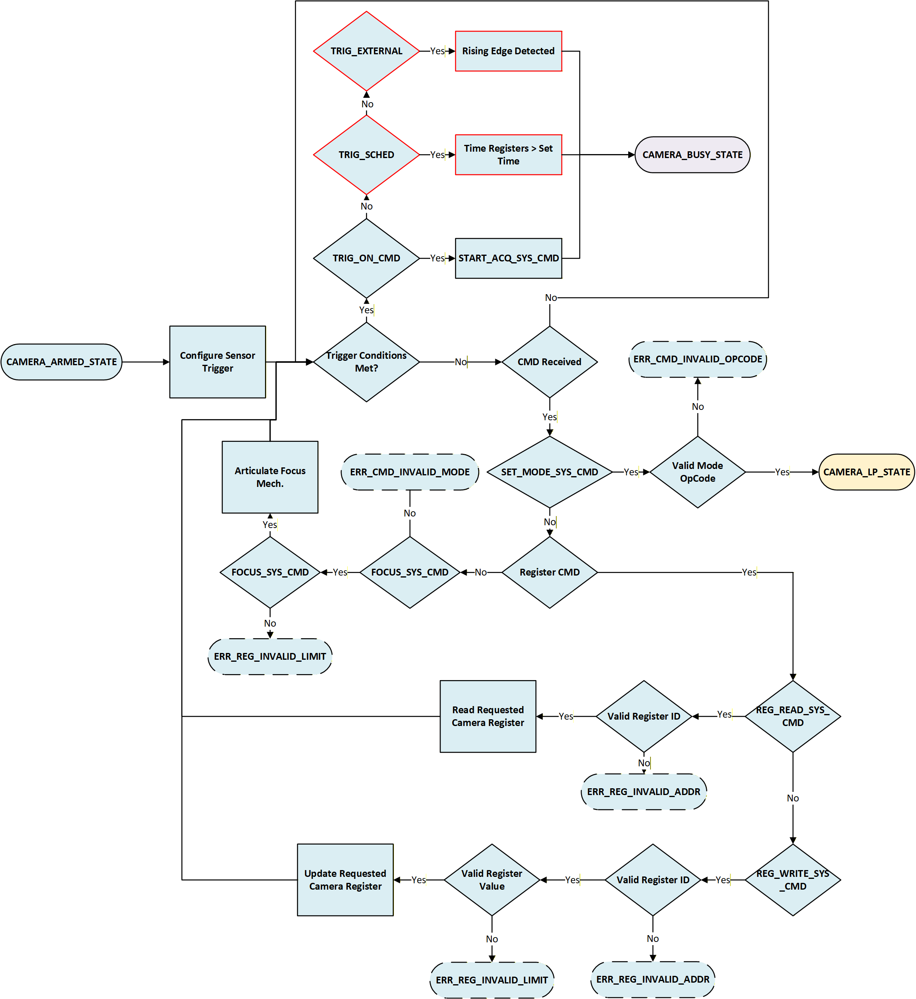 TRIG_EXTERNAL
Yes
Rising Edge Detected
No
TRIG_SCHED
Yes
Time Registers > Set
Time
CAMERA_BUSY_STATE
No
TRIG_ON_CMD
Yes
START_ACQ_SYS_CMD
No
Yes
CAMERA_ARMED_STATE
Configure Sensor
Trigger
Trigger Conditions
Met?
No
CMD Received
ERR_CMD_INVALID_OPCODE
No
Yes
Articulate Focus
Mech.
ERR_CMD_INVALID_MODE
SET_MODE_SYS_CMD
Yes
Valid Mode
OpCode
Yes
CAMERA_LP_STATE
No
No
Yes
FOCUS_SYS_CMD
Yes
FOCUS_SYS_CMD
No
Register CMD
Yes
No
ERR_REG_INVALID_LIMIT
Read Requested
Camera Register
Yes
Valid Register ID
Yes
REG_READ_SYS_
CMD
No
ERR_REG_INVALID_ADDR
No
Update Requested
Camera Register
Yes
Valid Register
Value
Yes
Valid Register ID
Yes
REG_WRITE_SYS
_CMD
No
No
ERR_REG_INVALID_LIMIT
ERR_REG_INVALID_ADDR